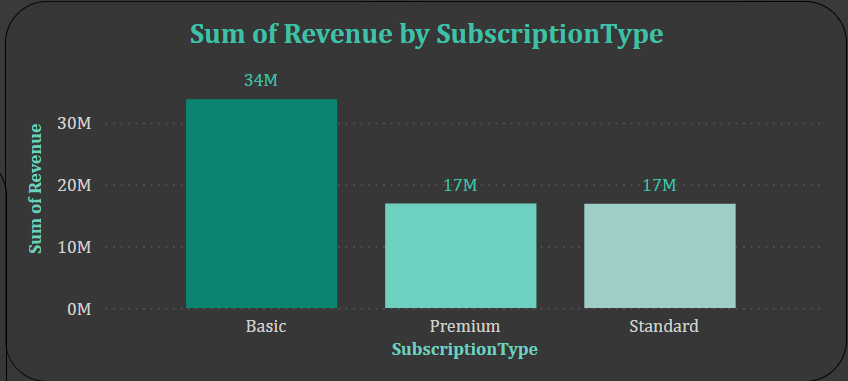 Sum of Revenue by SubscriptionType
34M
30M
Sum of Revenue
20M
17M
17M
10M
0M
Basic
Premium
Standard
SubscriptionType